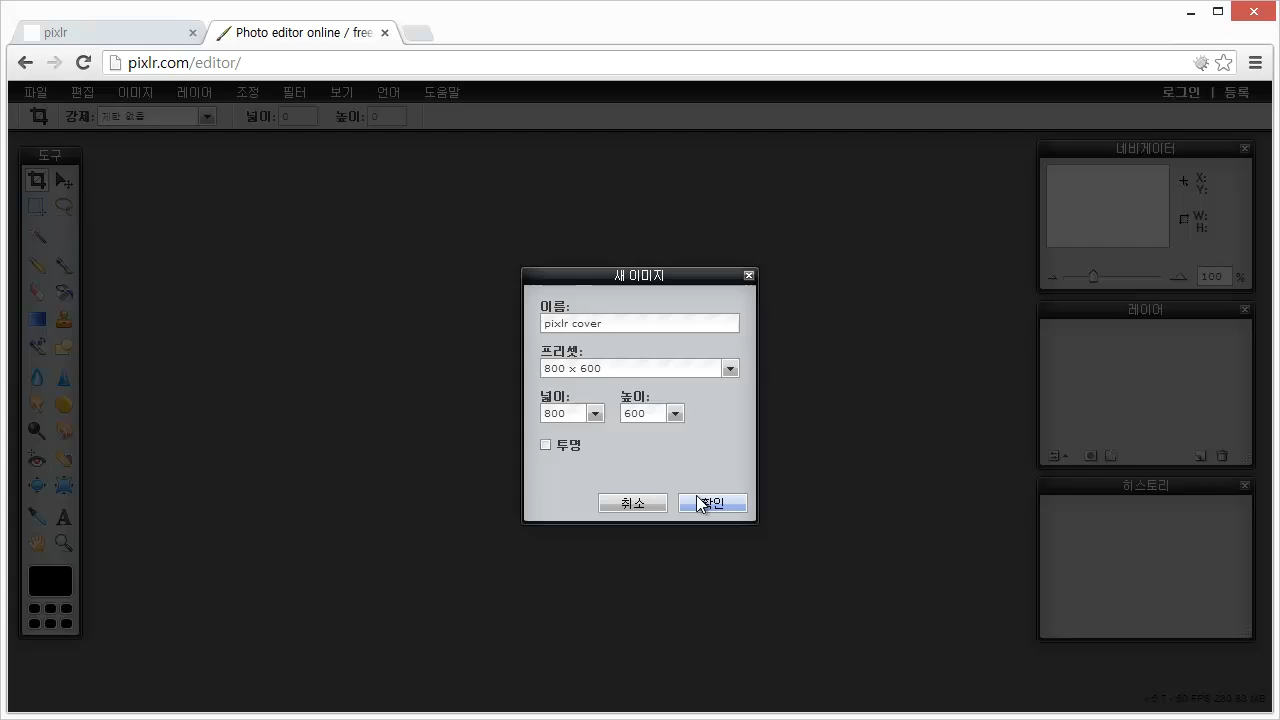 pixlr
Photo editor online / free
pixlr.com/editor/
파일 편집 이미지 레이어 조정 필터 보기 언어 도움말 로그인 | 등록
강제: 제한 없음 넓이: 0 높이: 0
도구
네비게이터
X:
Y:
W:
H:
100 %
새 이미지
이름:
pixlr cover
프리셋:
800 x 600
넓이: 높이:
800 600
투명
취소 확인
레이어
히스토리